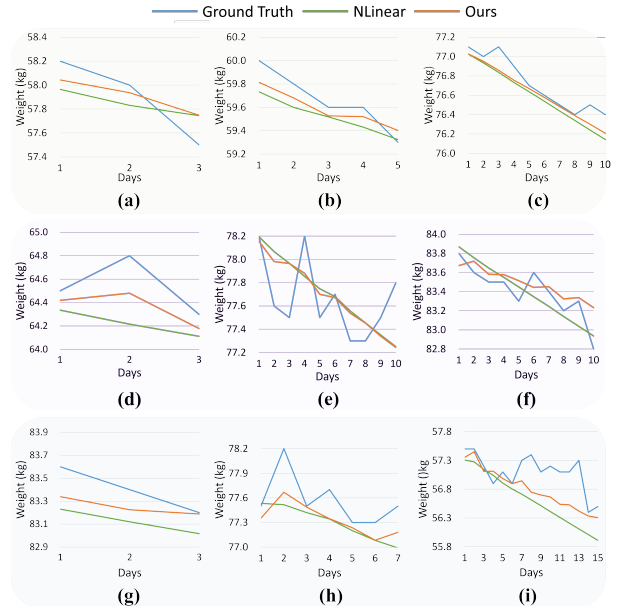 Ground Truth NLinear Ours
58.4 60.2 77.2
58.2 60.0 77.0
58.0 59.8 76.8
57.8 59.6 76.6
57.6 59.4 76.4
57.4 59.2 76.2
76.0
Weight (kg) Weight (kg) Weight (kg)
1 2 3 1 2 3 4 5 1 2 3 4 5 6 7 8 9 10
Days Days Days
(a) (b) (c)
65.0 78.2 84.0
64.8 78.0 83.8
64.6 77.8 83.6
64.4 77.6 83.4
64.2 77.4 83.2
64.0 77.2 83.0
82.8
Weight (kg) Weight (kg) Weight (kg)
1 2 3 1 2 3 4 5 6 7 8 9 10 1 2 3 4 5 6 7 8 9 10
Days Days Days
(d) (e) (f)
83.9 78.2 57.8
83.7 77.9 57.3
83.5 77.6 56.8
83.3 77.3 56.3
83.1 77.0 55.8
82.9
Weight (kg) Weight (kg) Weight ()kg
1 2 3 1 2 3 4 5 6 7 1 3 5 7 9 11 13 15
Days Days Days
(g) (h) (i)